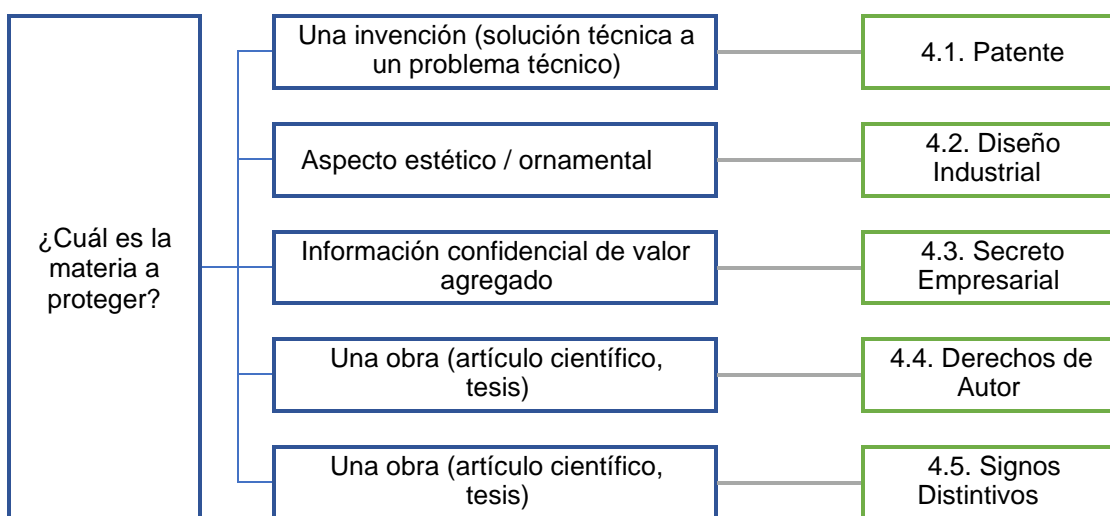 ¿Cuál es la
materia a
proteger?
Una invención (solución técnica a
un problema técnico)
4.1. Patente
Aspecto estético / ornamental
4.2. Diseño
Industrial
Información confidencial de valor
agregado
4.3. Secreto
Empresarial
Una obra (artículo científico,
tesis)
4.4. Derechos de
Autor
Una obra (artículo científico,
tesis)
4.5. Signos
Distintivos